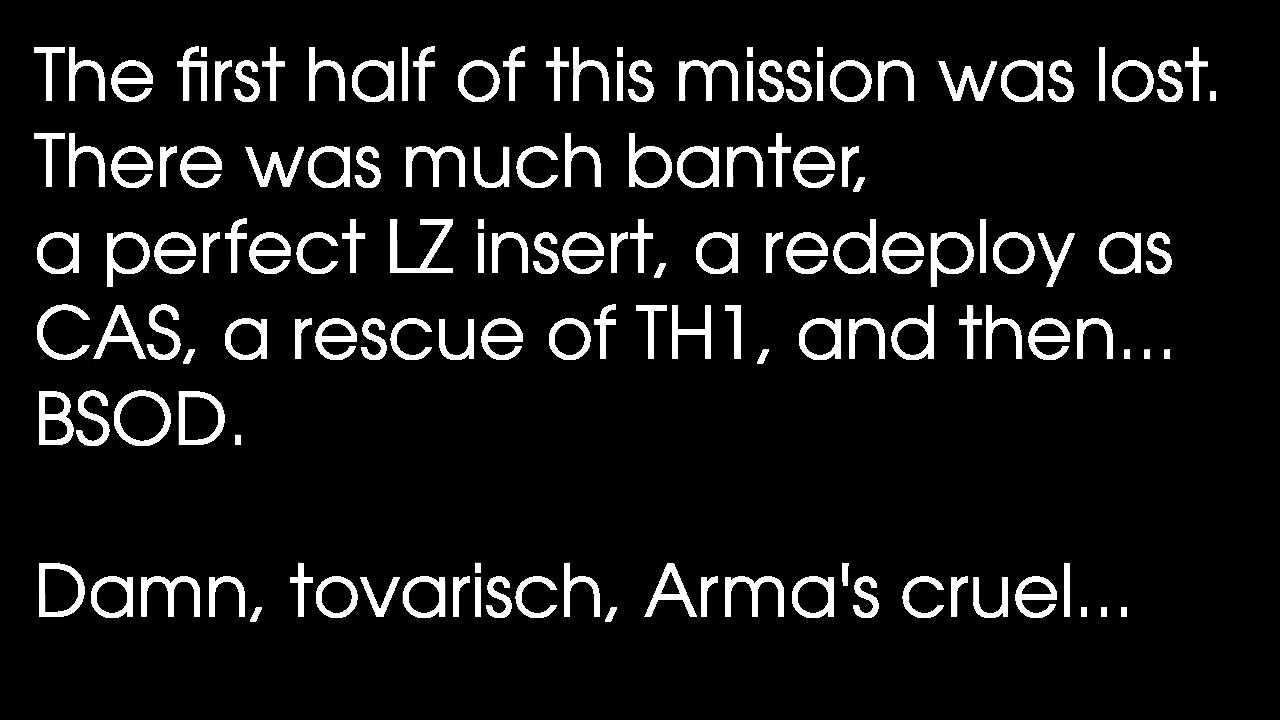 The first half of this mission was lost.
There was much banter,
a perfect LZ insert, a redeploy as
CAS, a rescue of TH1, and then...
BSOD.
Damn, tovarisch, Arma's cruel...